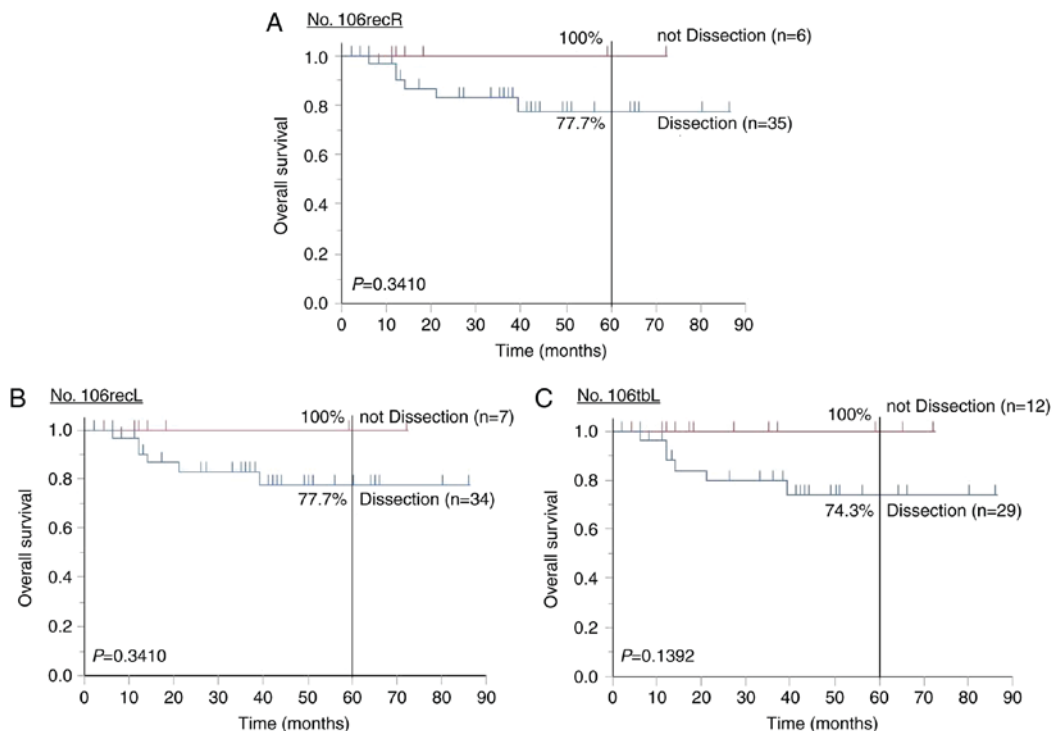 A No. 106recR
100% not Dissection (n=6)
1.0
0.8
77.7% Dissection (n=35)
0.6
0.4
0.2
0.0
Overall survival
P=0.3410
0 10 20 30 40 50 60 70 80 90
Time (months)
B No. 106recL
100% not Dissection (n=7)
1.0
0.8
77.7% Dissection (n=34)
0.6
0.4
0.2
0.0
Overall survival
P=0.3410
0 10 20 30 40 50 60 70 80 90
Time (months)
C No. 106tbL
100% not Dissection (n=12)
1.0
0.8
74.3% Dissection (n=29)
0.6
0.4
0.2
0.0
Overall survival
P=0.1392
0 10 20 30 40 50 60 70 80 90
Time (months)